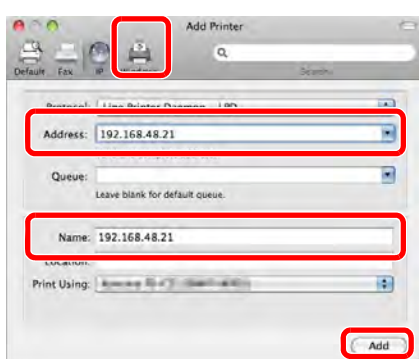 Add Printer
Default Fax IP Windows
Search
Protocol: Line Printer Daemon - LPD
Address: 192.168.48.21
Queue:
Leave blank for default queue.
Name: 192.168.48.21
Location:
Print Using:
Add